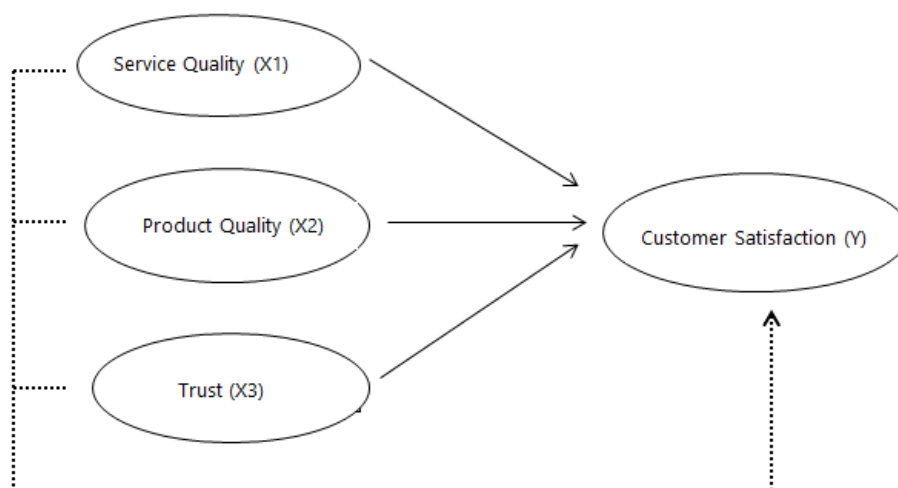 Service Quality (X1)
Product Quality (X2)
Customer Satisfaction (Y)
Trust (X3)